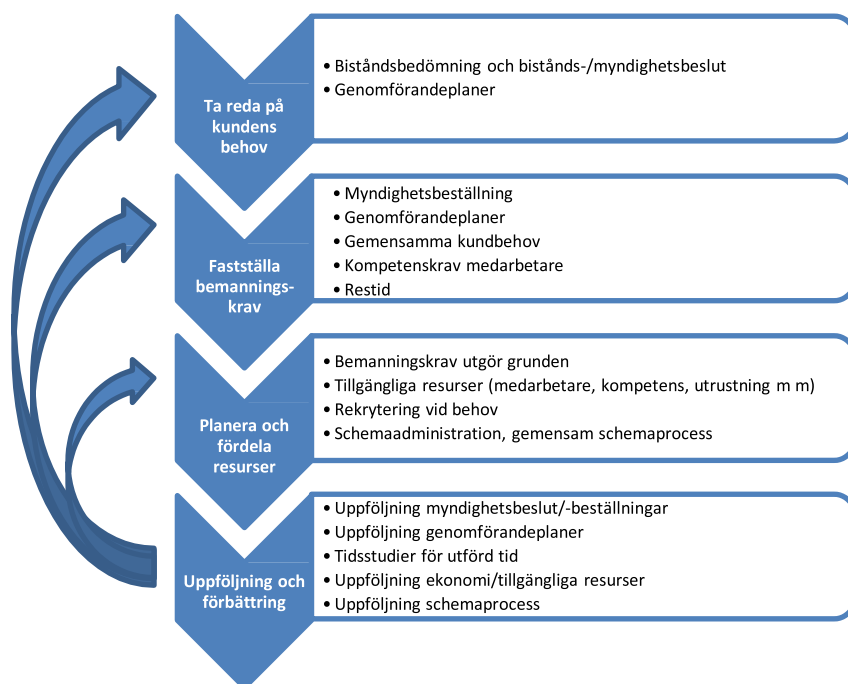 Ta reda på
kundens
behov
• Biståndsbedömning och bistånds-/myndighetsbeslut
• Genomförandeplaner
Fastställa
bemannings-
krav
• Myndighetsbeställning
• Genomförandeplaner
• Gemensamma kundbehov
• Kompetenskrav medarbetare
• Restid
Planera och
fördela
resurser
• Bemanningskrav utgör grunden
• Tillgängliga resurser (medarbetare, kompetens, utrustning m m)
• Rekrytering vid behov
• Schemaadministration, gemensam schemaprocess
Uppföljning och
förbättring
• Uppföljning myndighetsbeslut/-beställningar
• Uppföljning genomförandeplaner
• Tidsstudier för utförd tid
• Uppföljning ekonomi/tillgängliga resurser
• Uppföljning schemaprocess